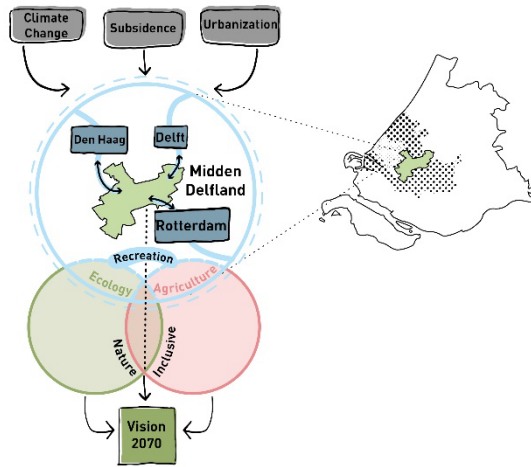 Climate
Change
Subsidence
Urbanization
Den Haag
Delft
Midden
Delfland
Rotterdam
Recreation
Ecology
Agriculture
Nature
Inclusive
Vision
2070